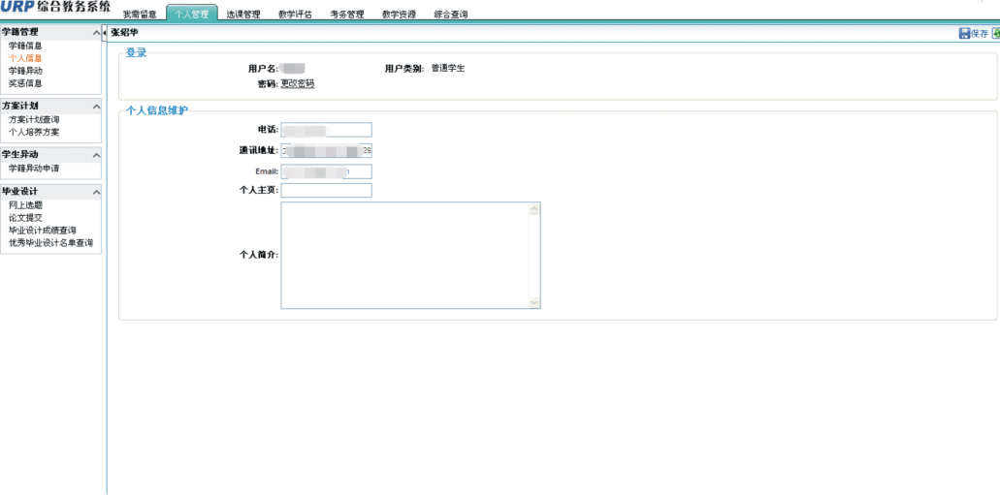 URP 综合教务系统
我需留意 个人管理 选课管理 教学评估 考务管理 教学资源 综合查询
学籍管理
学籍信息
个人信息
学籍异动
奖惩信息
方案计划
方案计划查询
个人培养方案
学生异动
学籍异动申请
毕业设计
网上选题
论文提交
毕业设计成绩查询
优秀毕业设计名单查询
张绍华 保存
登录
用户名: 用户类别: 普通学生
密码: 更改密码
个人信息维护
电话:
通讯地址:
Email:
个人主页:
个人简介: